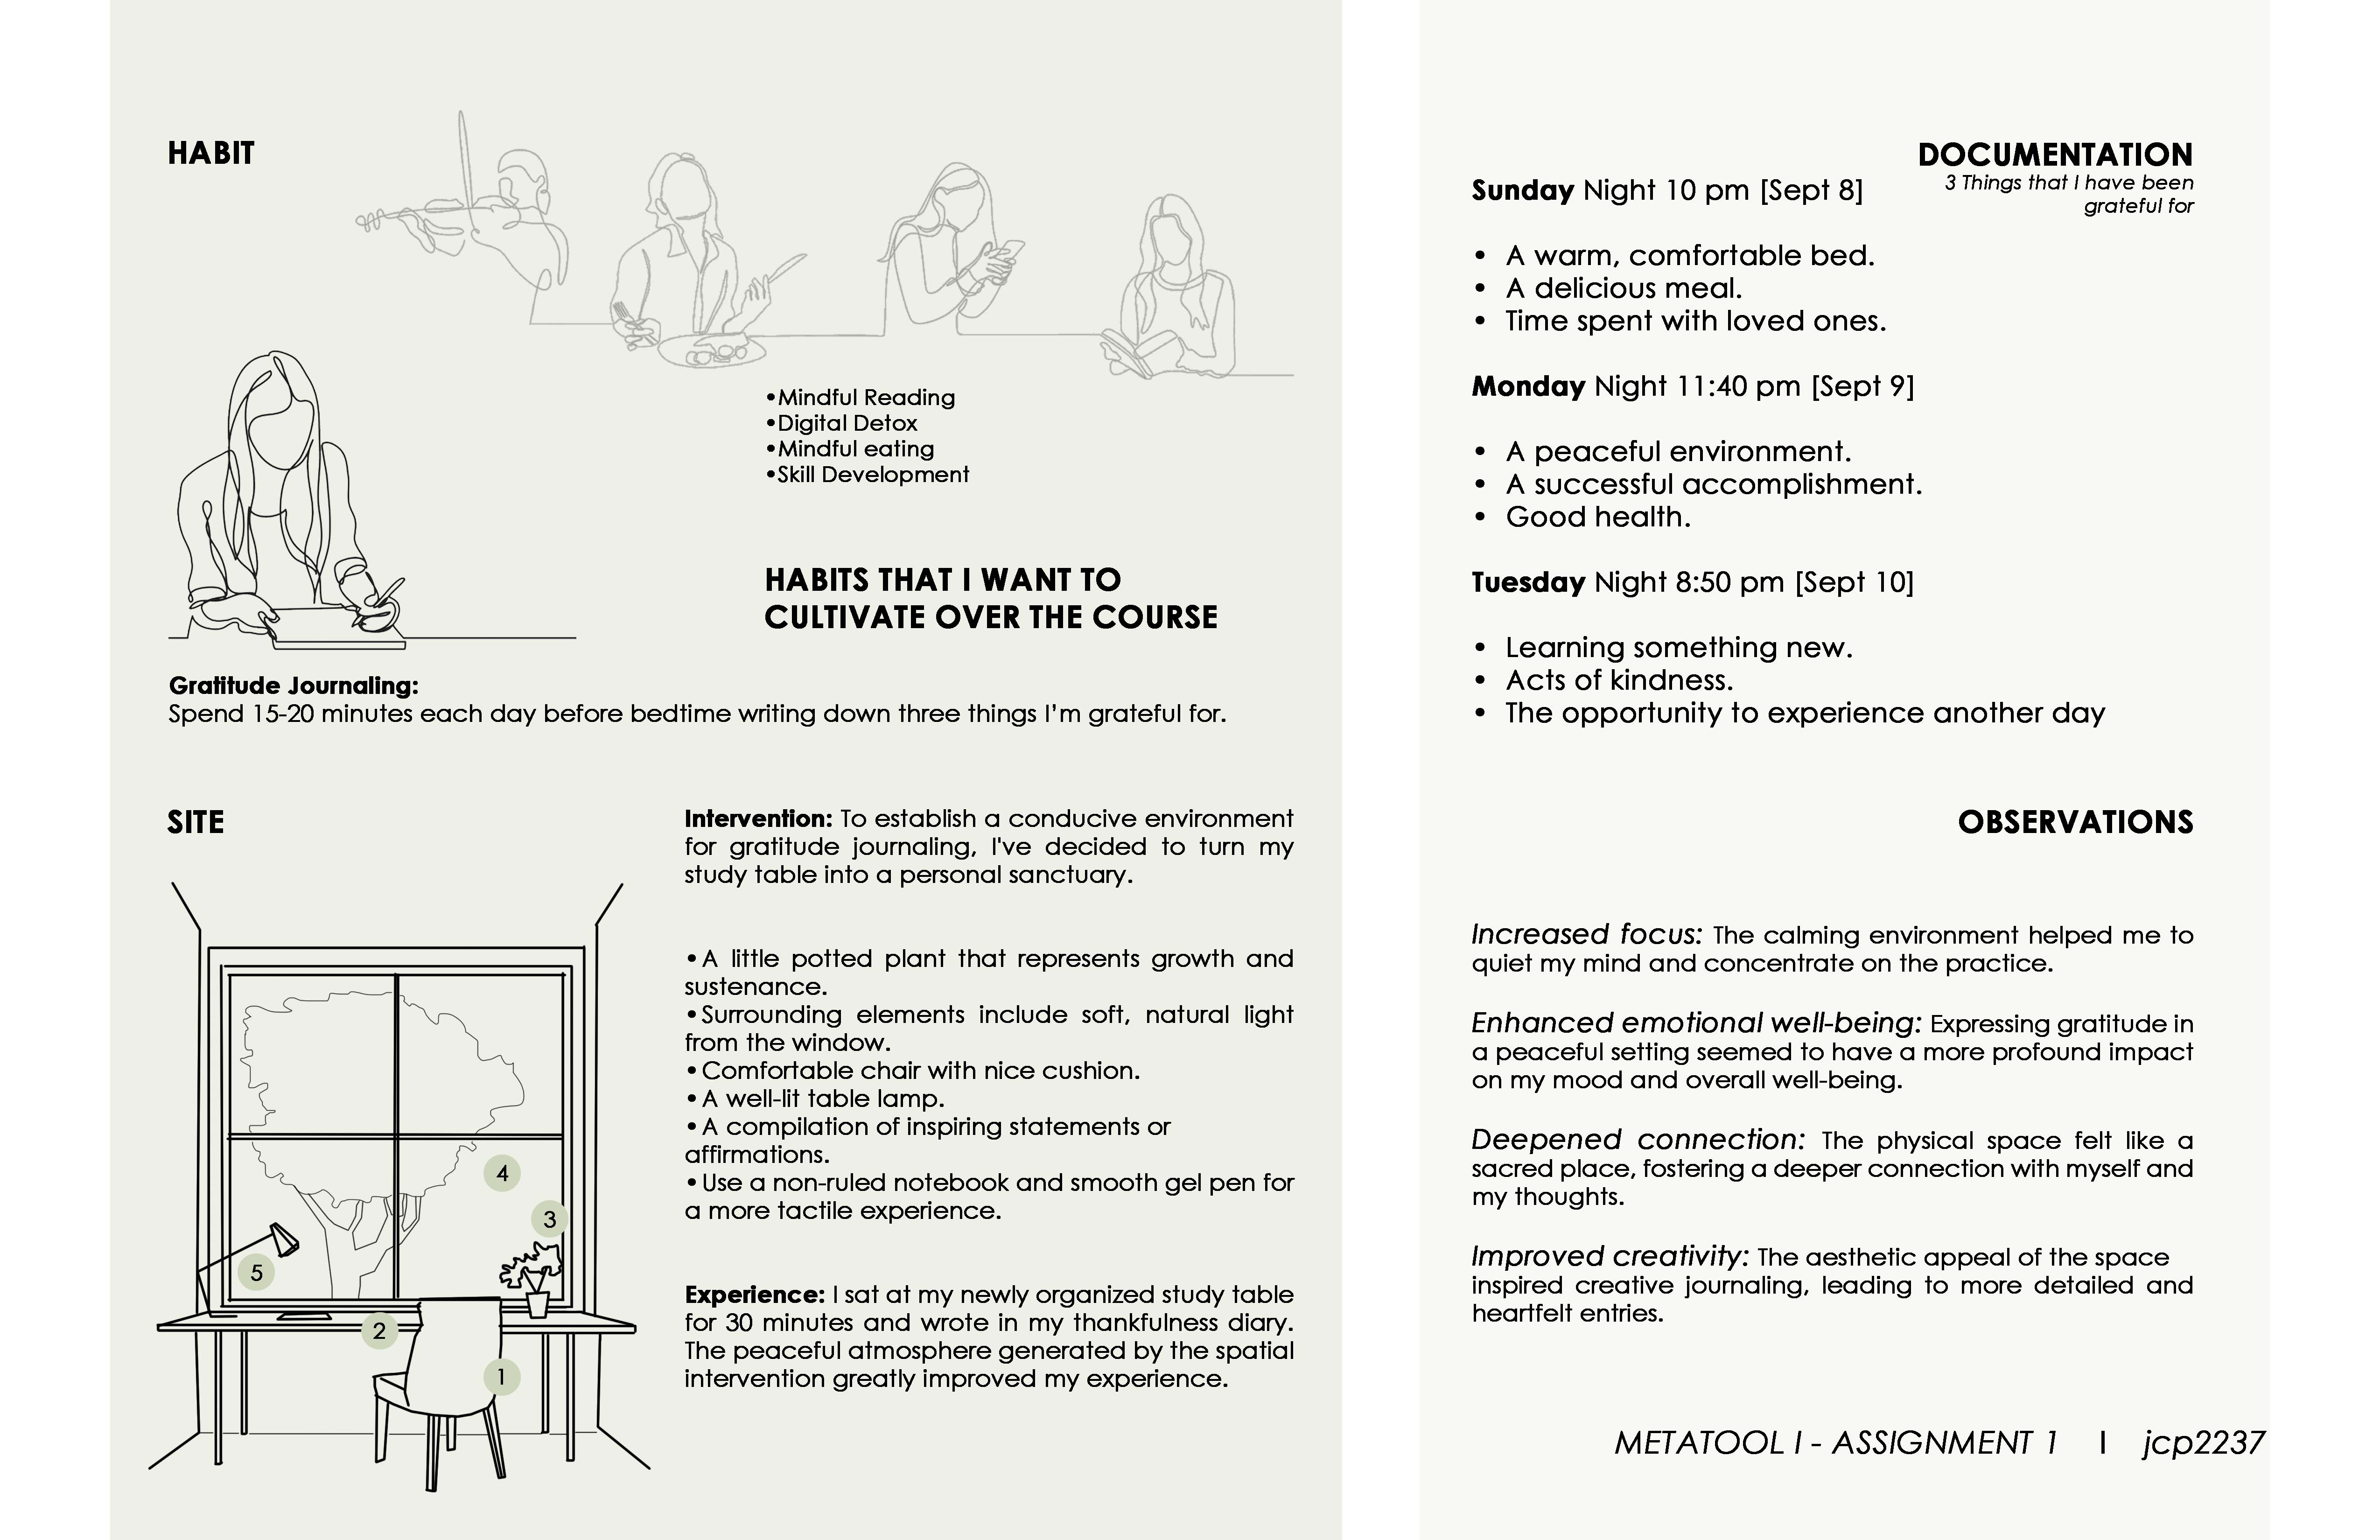 HABIT
•Mindful Reading
•Digital Detox
•Mindful eating
•Skill Development
HABITS THAT I WANT TO
CULTIVATE OVER THE COURSE
Gratitude Journaling:
Spend 15-20 minutes each day before bedtime writing down three things I'm grateful for.
SITE
4
3
5
2
1
Intervention: To establish a conducive environment
for gratitude journaling, I've decided to turn my
study table into a personal sanctuary.
•A little potted plant that represents growth and
sustenance.
•Surrounding elements include soft, natural light
from the window.
•Comfortable chair with nice cushion.
•A well-lit table lamp.
•A compilation of inspiring statements or
affirmations.
•Use a non-ruled notebook and smooth gel pen for
a more tactile experience.
Experience: I sat at my newly organized study table
for 30 minutes and wrote in my thankfulness diary.
The peaceful atmosphere generated by the spatial
intervention greatly improved my experience.
DOCUMENTATION
3 Things that I have been
grateful for
Sunday Night 10 pm [Sept 8]
• A warm, comfortable bed.
• A delicious meal.
• Time spent with loved ones.
Monday Night 11:40 pm [Sept 9]
• A peaceful environment.
• A successful accomplishment.
• Good health.
Tuesday Night 8:50 pm [Sept 10]
• Learning something new.
• Acts of kindness.
• The opportunity to experience another day
OBSERVATIONS
Increased focus: The calming environment helped me to
quiet my mind and concentrate on the practice.
Enhanced emotional well-being: Expressing gratitude in
a peaceful setting seemed to have a more profound impact
on my mood and overall well-being.
Deepened connection: The physical space felt like a
sacred place, fostering a deeper connection with myself and
my thoughts.
Improved creativity: The aesthetic appeal of the space
inspired creative journaling, leading to more detailed and
heartfelt entries.
METATOOL I - ASSIGNMENT 1 I jcp2237